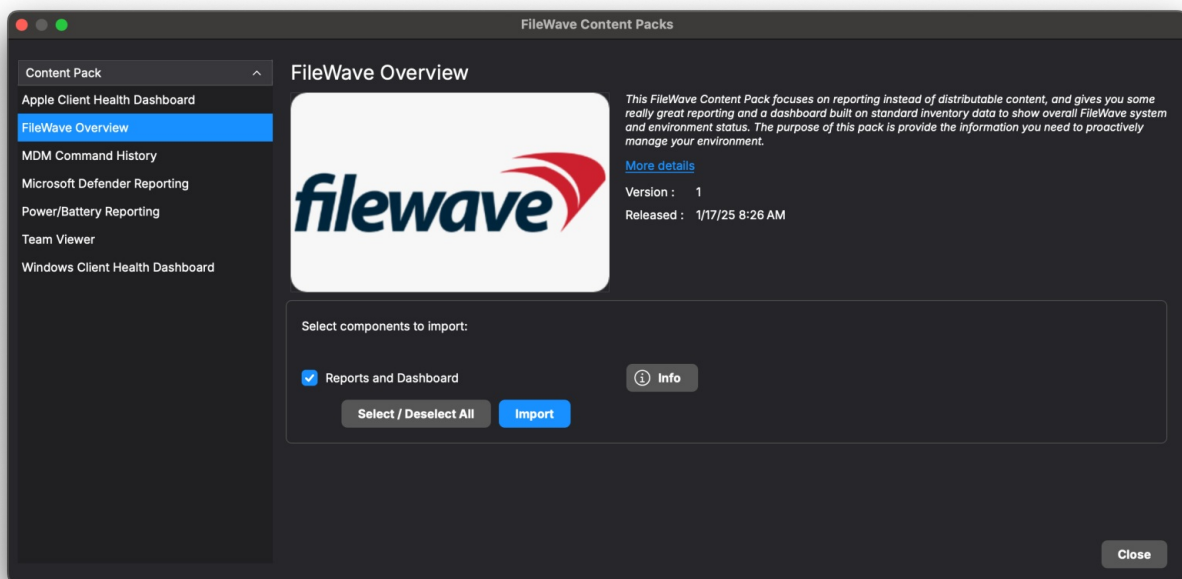 FileWave Content Packs
Content Pack
Apple Client Health Dashboard
FileWave Overview
MDM Command History
Microsoft Defender Reporting
Power/Battery Reporting
Team Viewer
Windows Client Health Dashboard
FileWave Overview
filewave
This FileWave Content Pack focuses on reporting instead of distributable content, and gives you some
really great reporting and a dashboard built on standard inventory data to show overall FileWave system
and environment status. The purpose of this pack is provide the information you need to proactively
manage your environment.
More details
Version : 1
Released : 1/17/25 8:26 AM
Select components to import:
Reports and Dashboard
Info
Select / Deselect All
Import
Close